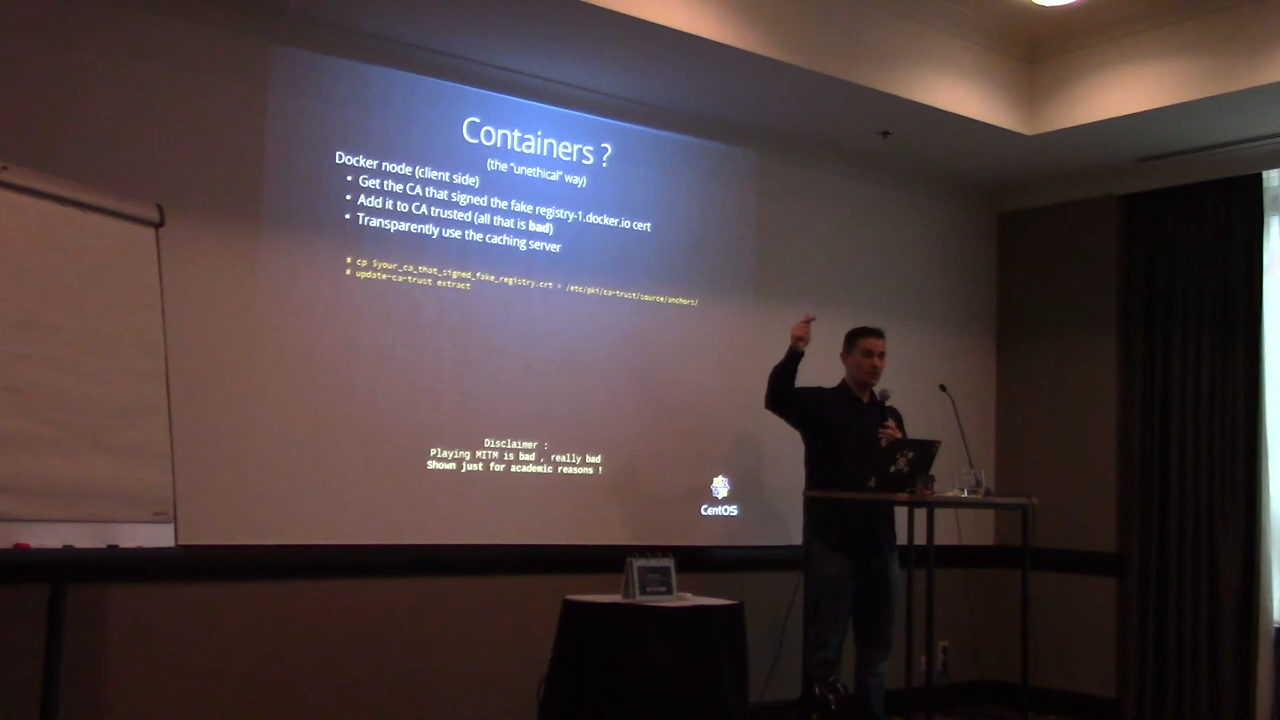 Containers ?
(the “unethical” way)
Docker node (client side)
• Get the CA that signed the fake registry-1.docker.io cert
• Add it to CA trusted (all that is bad)
• Transparently use the caching server
# cp $your_ca_that_signed_fake_registry.crt > /etc/pki/ca-trust/source/anchors/
# update-ca-trust extract
Disclaimer :
Playing MITM is bad , really bad
Shown just for academic reasons !
CentOS